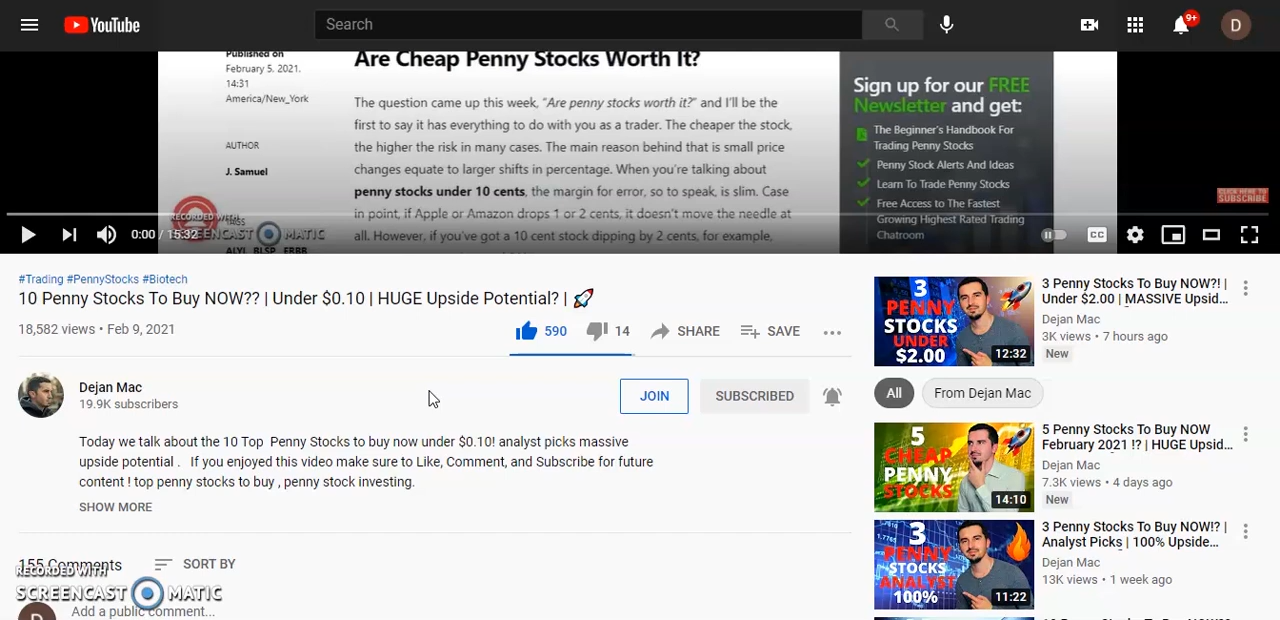 YouTube
Search
9+
D
Published on
February 5. 2021.
14:31
America/New_York
AUTHOR
J. Samuel
Are Cheap Penny Stocks Worth It?
The question came up this week, "Are penny stocks worth it?" and I'll be the
first to say it has everything to do with you as a trader. The cheaper the stock,
the higher the risk in many cases. The main reason behind that is small price
changes equate to larger shifts in percentage. When you're talking about
penny stocks under 10 cents, the margin for error, so to speak, is slim. Case
in point, if Apple or Amazon drops 1 or 2 cents, it doesn't move the needle at
all. However, if you've got a 10 cent stock dipping by 2 cents, for example,
Sign up for our FREE
Newsletter and get:
The Beginner's Handbook For
Trading Penny Stocks
Penny Stock Alerts And Ideas
Learn To Trade Penny Stocks
Free Access to The Fastest
Growing Highest Rated Trading
Chatroom
CLICK HERE TO
SUBSCRIBE
RECORDED WITH
SCREENCAST MATIC
0:00 / 15:32
CC
#Trading #PennyStocks #Biotech
10 Penny Stocks To Buy NOW?? | Under $0.10 | HUGE Upside Potential? | 🚀
18,582 views • Feb 9, 2021
590
14
SHARE
SAVE
Dejan Mac
19.9K subscribers
JOIN
SUBSCRIBED
Today we talk about the 10 Top Penny Stocks to buy now under $0.10! analyst picks massive
upside potential . If you enjoyed this video make sure to Like, Comment, and Subscribe for future
content ! top penny stocks to buy , penny stock investing.
SHOW MORE
155 Comments
SORT BY
RECORDED WITH
SCREENCAST MATIC
D
Add a public comment...
3
PENNY
STOCKS
UNDER
$2.00
12:32
3 Penny Stocks To Buy NOW?! |
Under $2.00 | MASSIVE Upsid...
Dejan Mac
3K views • 7 hours ago
New
All
From Dejan Mac
5
CHEAP
PENNY
STOCKS
14:10
5 Penny Stocks To Buy NOW
February 2021 !? | HUGE Upsid...
Dejan Mac
7.3K views • 4 days ago
New
3
PENNY
STOCKS
ANALYST
100%
11:22
3 Penny Stocks To Buy NOW!? |
Analyst Picks | 100% Upside...
Dejan Mac
13K views • 1 week ago